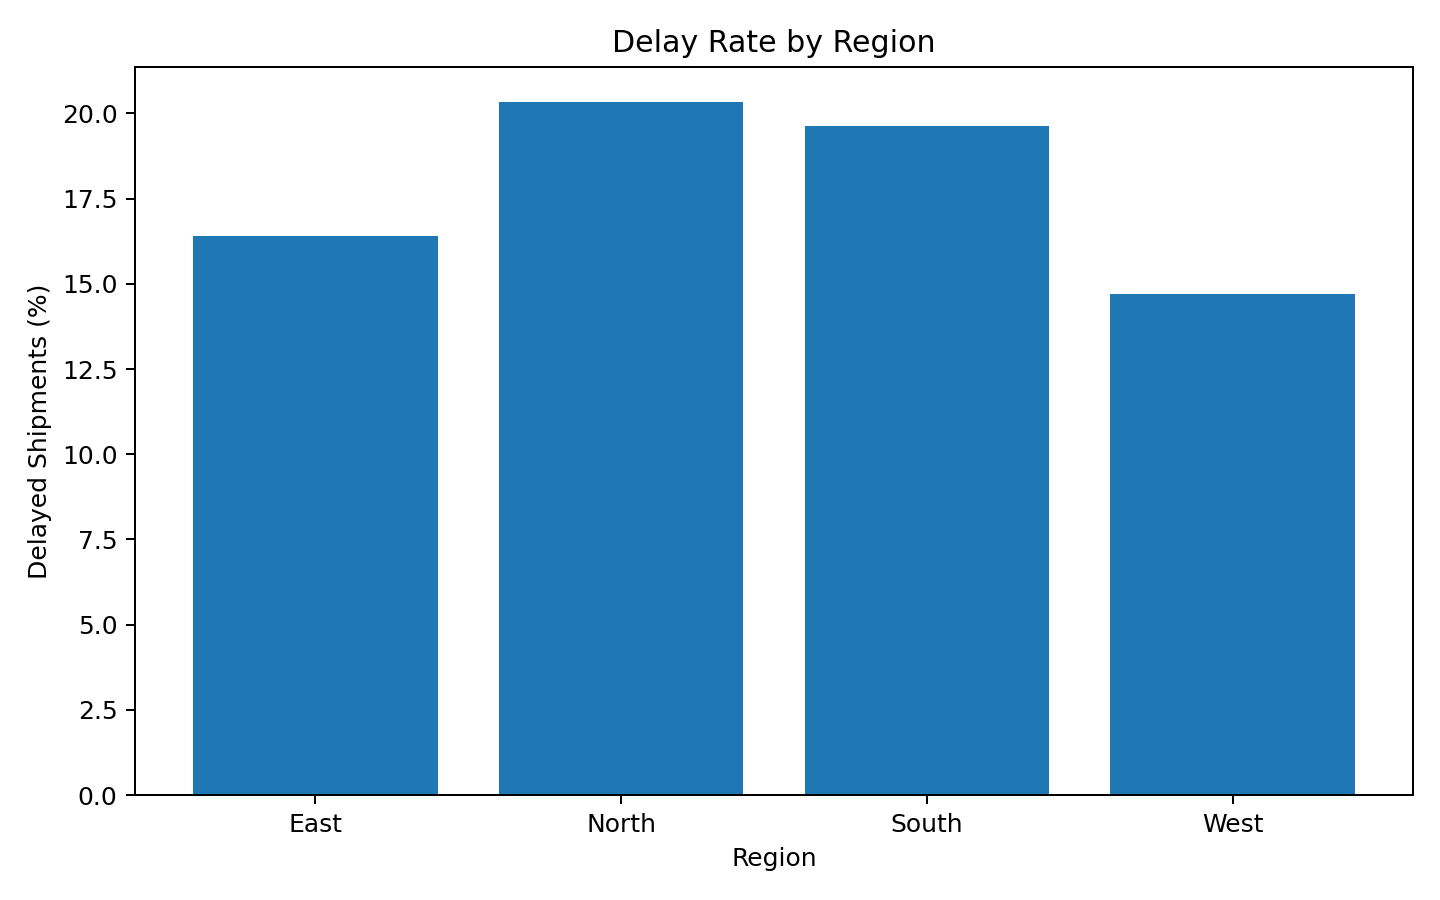 Delay Rate by Region
Delayed Shipments (%)
20.0
17.5
15.0
12.5
10.0
7.5
5.0
2.5
0.0
East North South West
Region